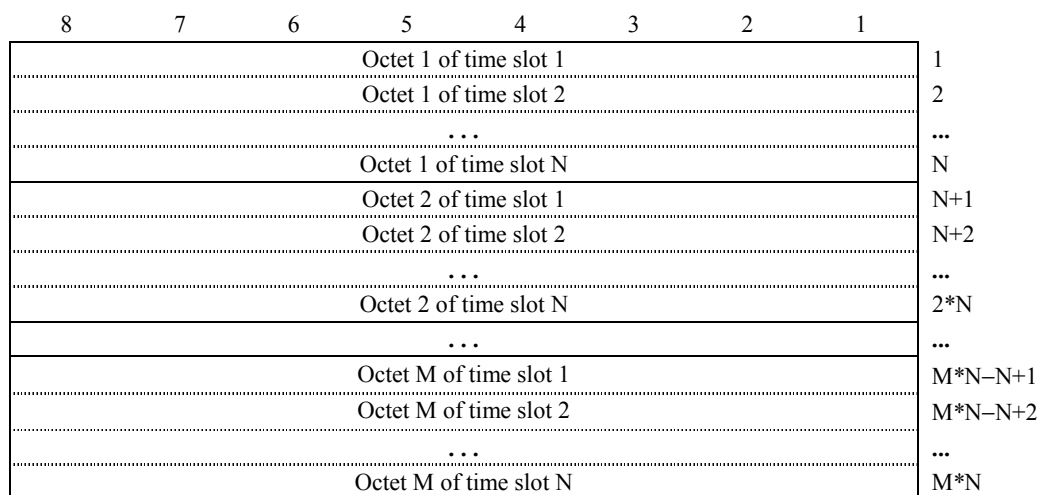 8 7 6 5 4 3 2 1
Octet 1 of time slot 1 1
Octet 1 of time slot 2 2
. . . ...
Octet 1 of time slot N N
Octet 2 of time slot 1 N+1
Octet 2 of time slot 2 N+2
. . . ...
Octet 2 of time slot N 2*N
. . . ...
Octet M of time slot 1 M*N–N+1
Octet M of time slot 2 M*N–N+2
. . . ...
Octet M of time slot N M*N